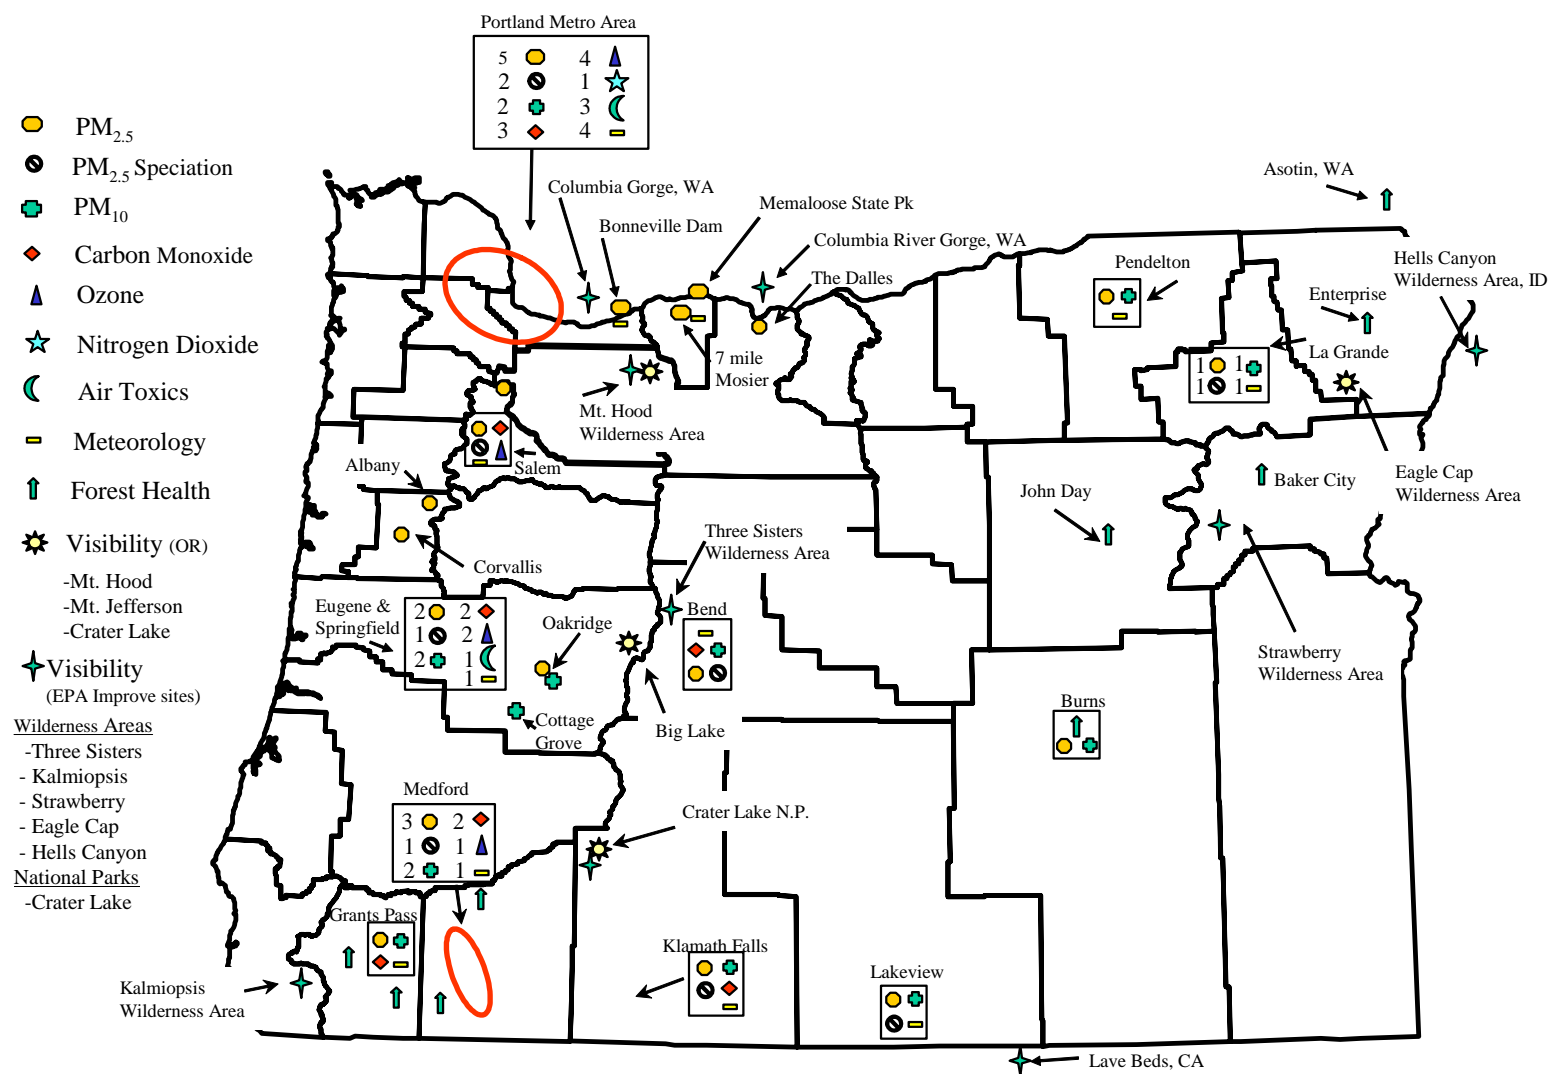 Portland Metro Area
5 4
2 1
2 3
3 4
PM2.5
PM2.5 Speciation
PM10
Carbon Monoxide
Ozone
Nitrogen Dioxide
Air Toxics
Meteorology
Forest Health
Visibility (OR)
-Mt. Hood
-Mt. Jefferson
-Crater Lake
Visibility
(EPA Improve sites)
Wilderness Areas
-Three Sisters
- Kalmiopsis
- Strawberry
- Eagle Cap
- Hells Canyon
National Parks
-Crater Lake
Columbia Gorge, WA
Bonneville Dam
Memaloose State Pk
Columbia River Gorge, WA
The Dalles
7 mile
Mosier
Mt. Hood
Wilderness Area
Asotin, WA
Pendelton
Hells Canyon
Wilderness Area, ID
Enterprise
La Grande
1 1
1 1
Eagle Cap
Wilderness Area
Baker City
Strawberry
Wilderness Area
John Day
Salem
Albany
Corvallis
Three Sisters
Wilderness Area
Bend
Eugene &
Springfield
2 2
1 2
2 1
1
Oakridge
Cottage
Grove
Big Lake
Burns
Medford
3 2
1 1
2 1
Crater Lake N.P.
Grants Pass
Klamath Falls
Lakeview
Kalmiopsis
Wilderness Area
Lave Beds, CA